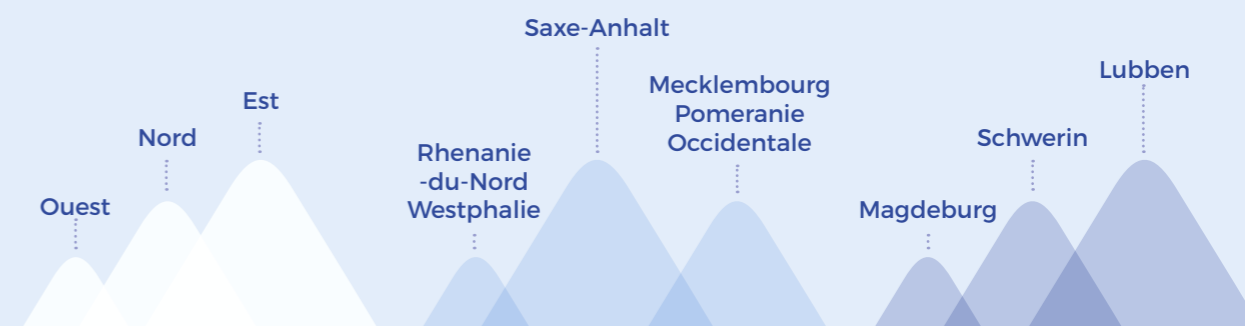 Ouest
Nord
Est
Rhenanie
-du-Nord
Westphalie
Saxe-Anhalt
Mecklembourg
Pomeranie
Occidentale
Magdeburg
Schwerin
Lubben